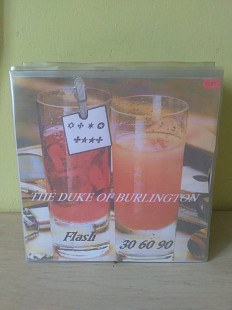 THE DUKE OF BURLINGTON
Flash 30 60 90